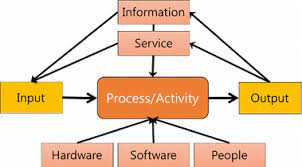 Information
Service
Input
Process/Activity
Output
Hardware
Software
People